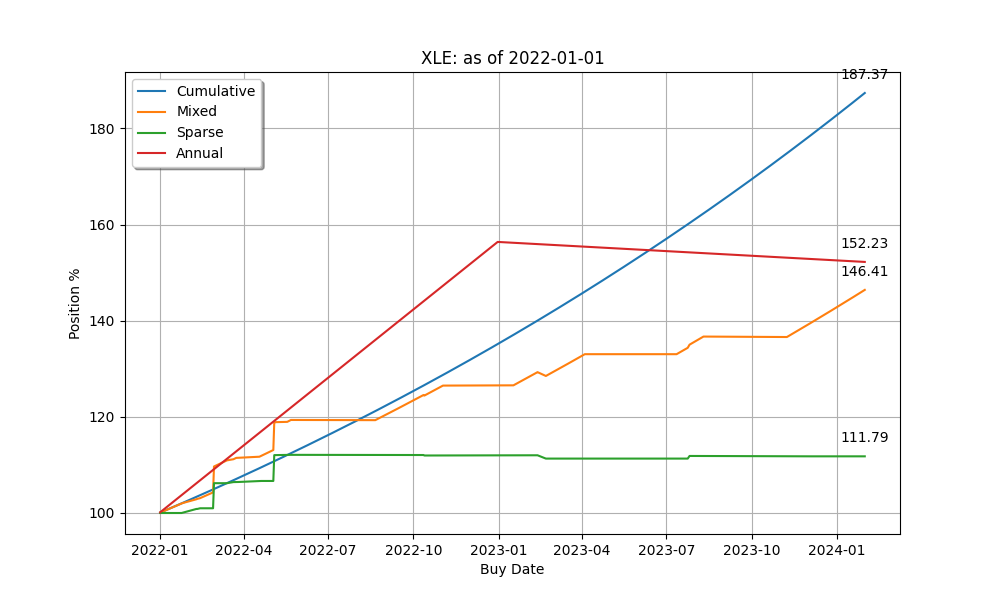 XLE: as of 2022-01-01
187.37
Cumulative
Mixed
Sparse
Annual
180
160
152.23
146.41
140
120
111.79
100
Position %
2022-01 2022-04 2022-07 2022-10 2023-01 2023-04 2023-07 2023-10 2024-01
Buy Date